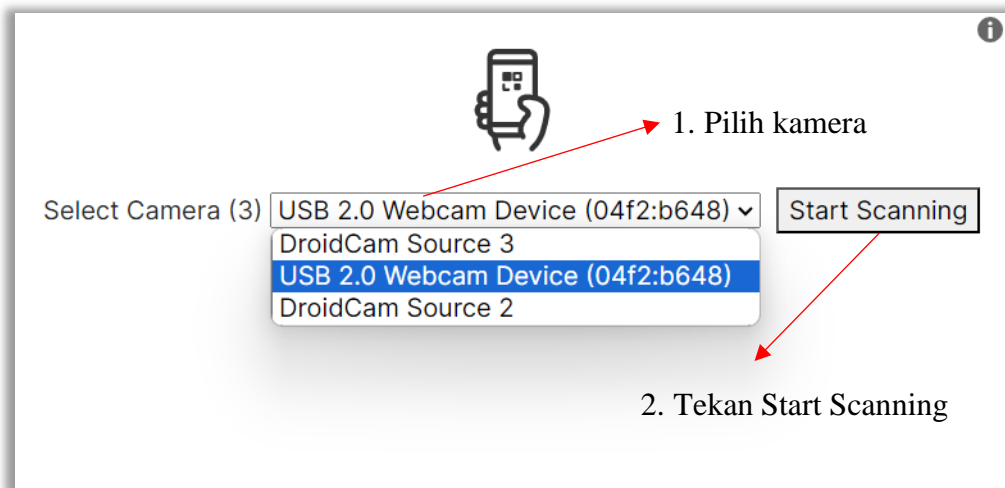 1. Pilih kamera
Select Camera (3) USB 2.0 Webcam Device (04f2:b648) Start Scanning
DroidCam Source 3
USB 2.0 Webcam Device (04f2:b648)
DroidCam Source 2
2. Tekan Start Scanning